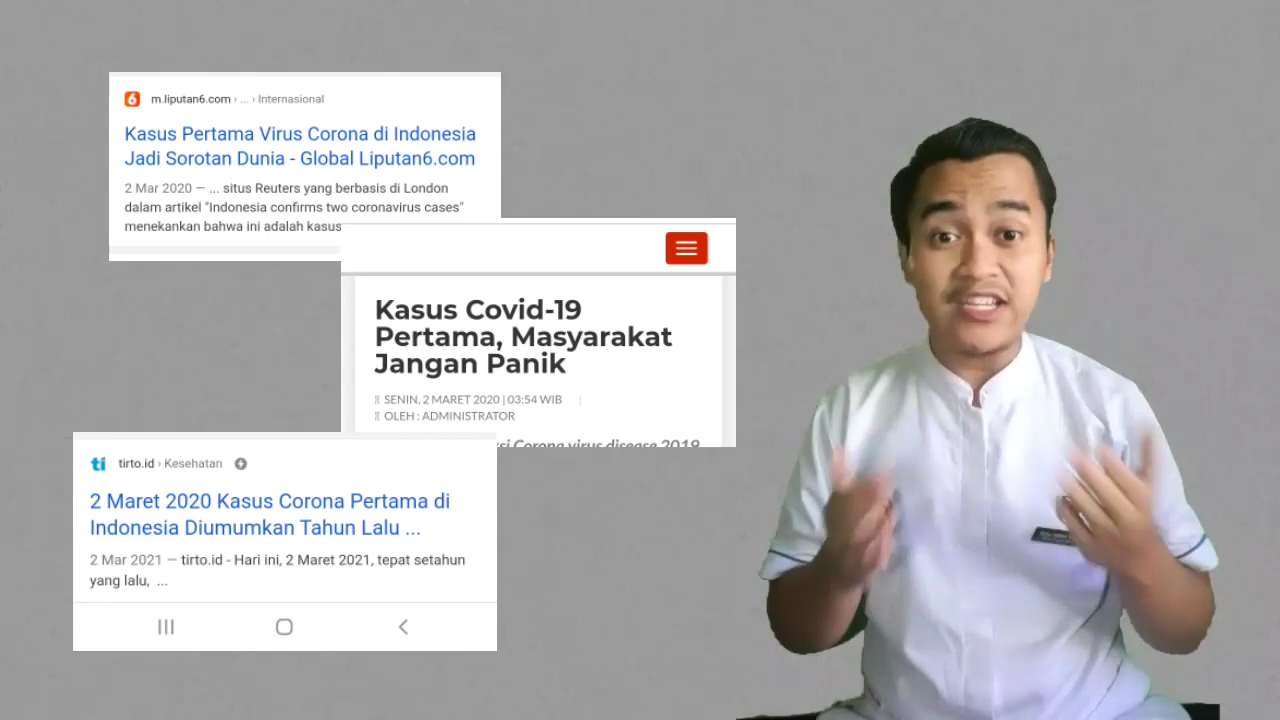 m.liputan6.com › ... › Internasional
Kasus Pertama Virus Corona di Indonesia
Jadi Sorotan Dunia - Global Liputan6.com
2 Mar 2020 — ... situs Reuters yang berbasis di London
dalam artikel "Indonesia confirms two coronavirus cases"
menekankan bahwa ini adalah kasus
Kasus Covid-19
Pertama, Masyarakat
Jangan Panik
SENIN, 2 MARET 2020 | 03:54 WIB |
OLEH : ADMINISTRATOR
Corona virus disease 2019
tirto.id › Kesehatan
2 Maret 2020 Kasus Corona Pertama di
Indonesia Diumumkan Tahun Lalu ...
2 Mar 2021 — tirto.id - Hari ini, 2 Maret 2021, tepat setahun
yang lalu, ...